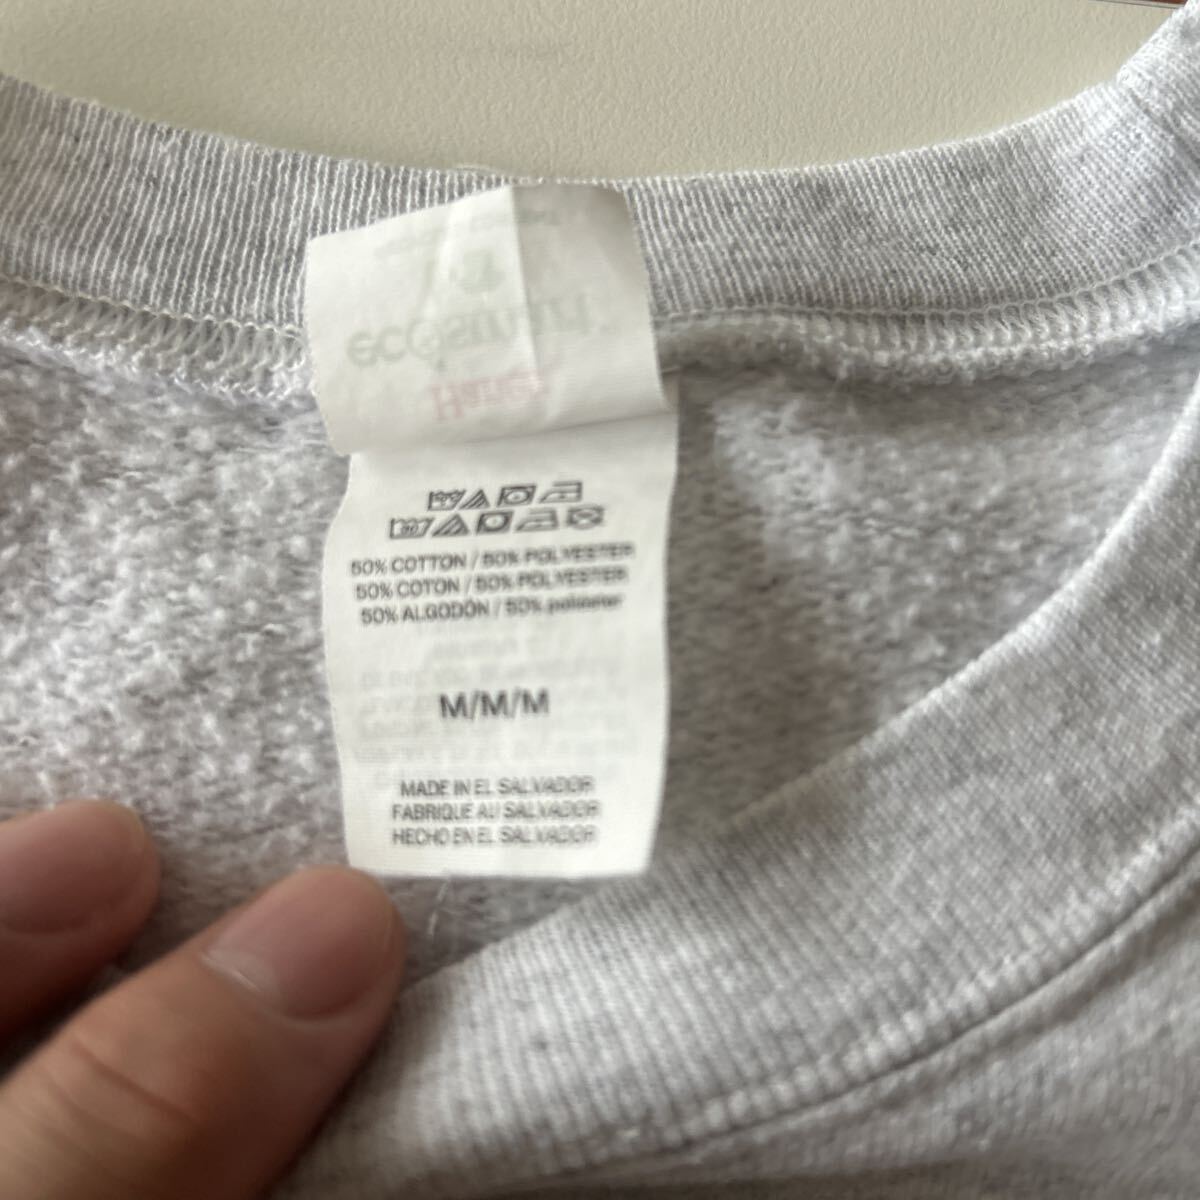 ecosmart
Hanes
50% COTTON / 50% POLYESTER
50% COTON / 50% POLYESTER
50% ALGODÓN / 50% poliester
M/M/M
MADE IN EL SALVADOR
FABRIQUE AU SALVADOR
HECHO EN EL SALVADOR